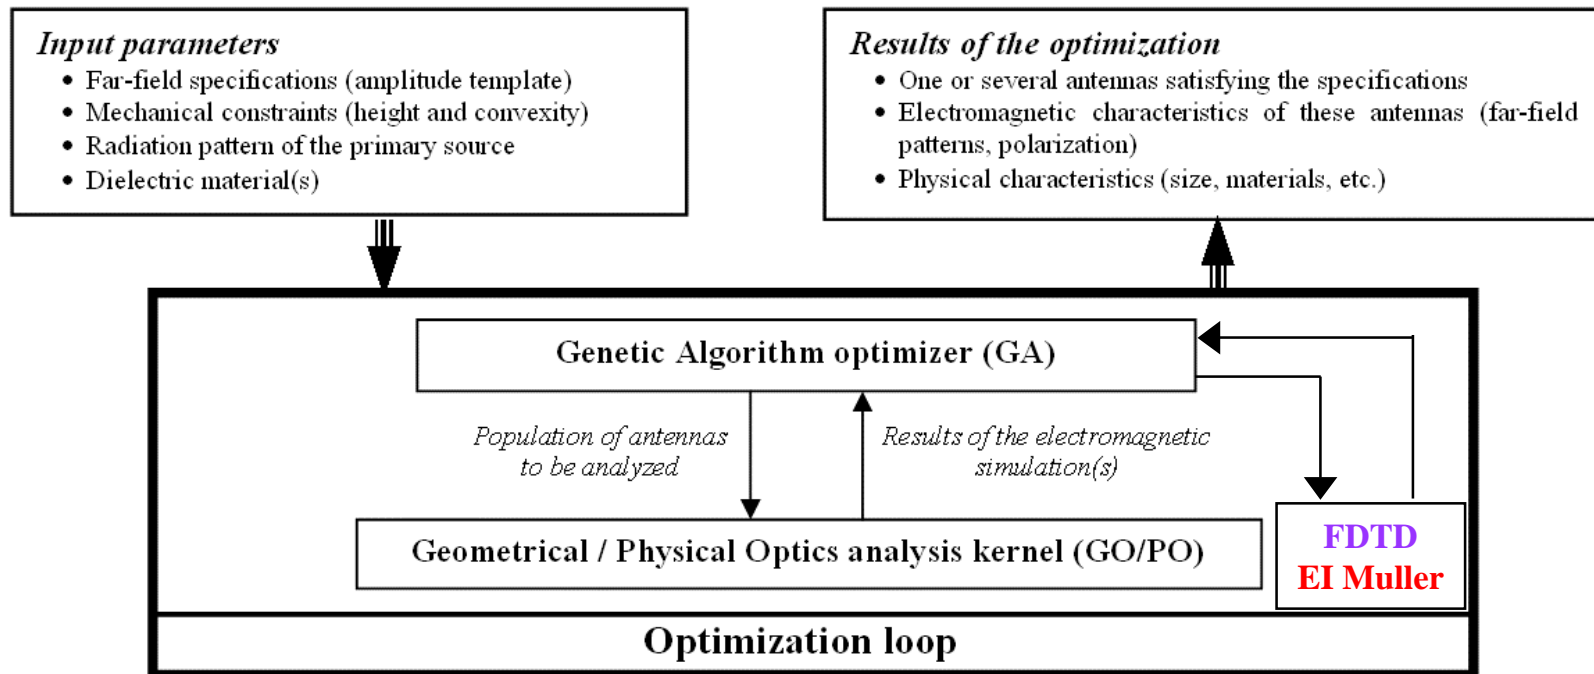 Input parameters
• Far-field specifications (amplitude template)
• Mechanical constraints (height and convexity)
• Radiation pattern of the primary source
• Dielectric material(s)
Results of the optimization
• One or several antennas satisfying the specifications
• Electromagnetic characteristics of these antennas (far-field
patterns, polarization)
• Physical characteristics (size, materials, etc.)
Genetic Algorithm optimizer (GA)
Population of antennas
to be analyzed
Results of the electromagnetic
simulation(s)
Geometrical / Physical Optics analysis kernel (GO/PO)
FDTD
EI Muller
Optimization loop